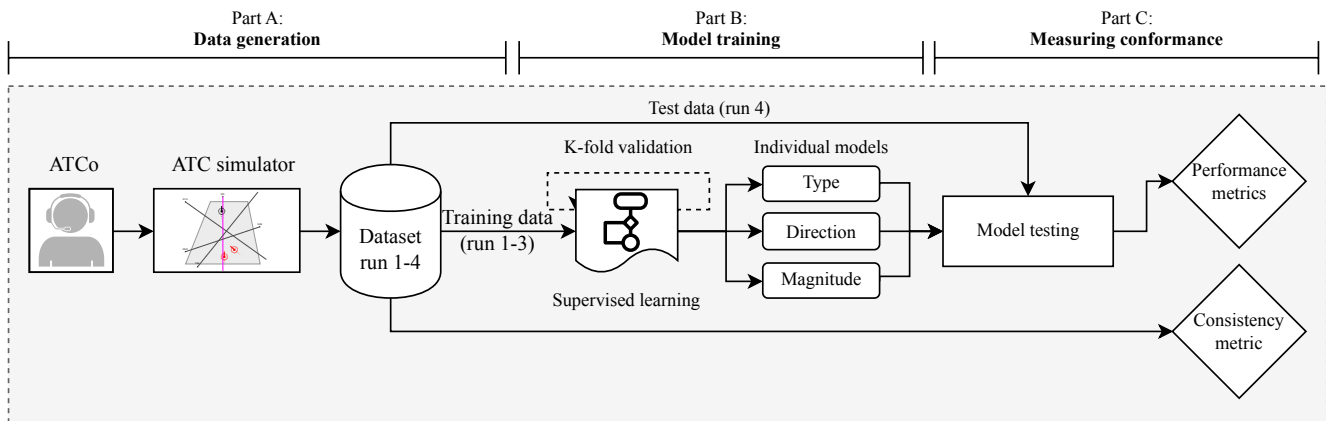 Part A:
Data generation
Part B:
Model training
Part C:
Measuring conformance
Test data (run 4)
ATCo
ATC simulator
K-fold validation
Individual models
Dataset
run 1-4
Training data
(run 1-3)
Supervised learning
Type
Direction
Magnitude
Model testing
Performance
metrics
Consistency
metric